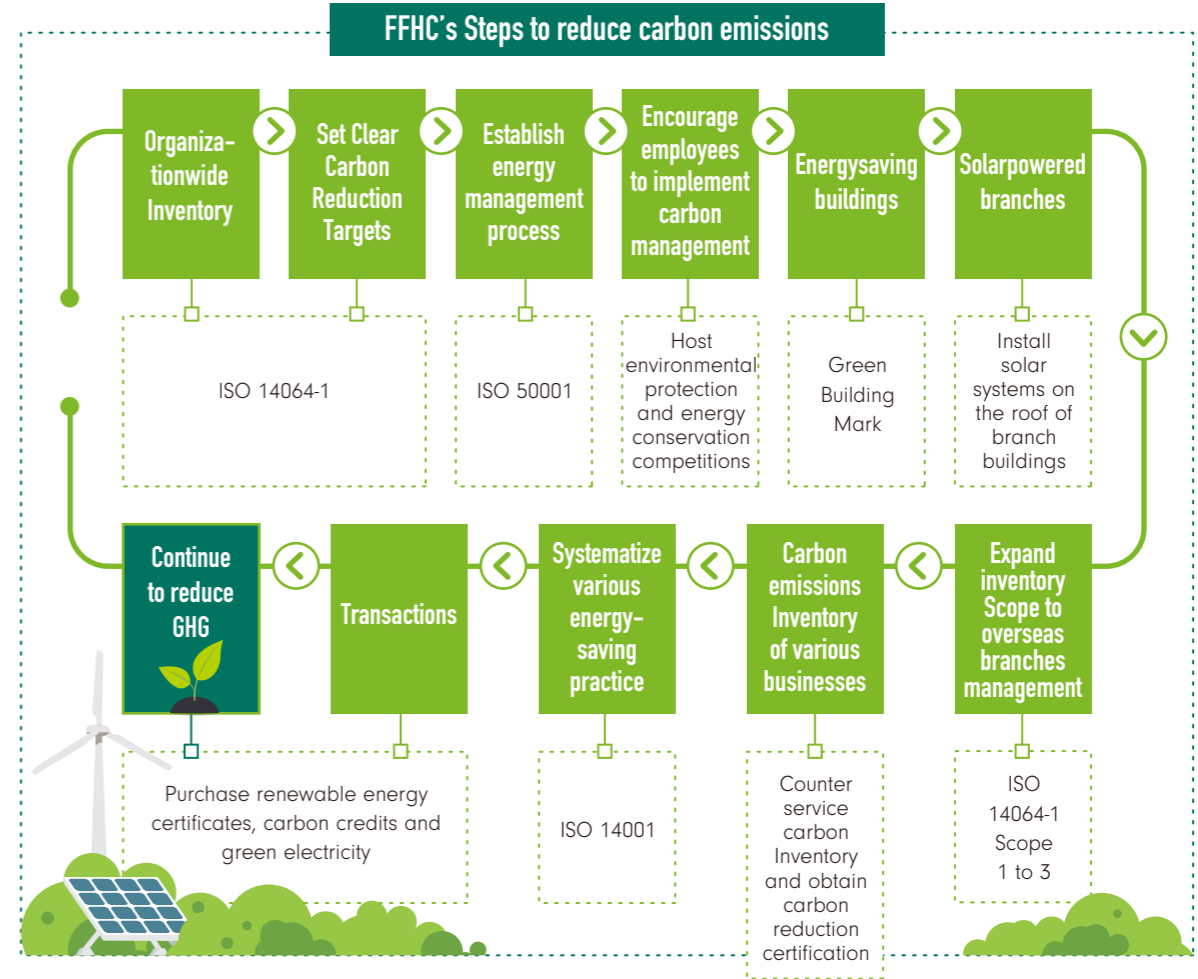 FFHC's Steps to reduce carbon emissions
Organiza-
tionwide
Inventory
Set Clear
Carbon
Reduction
Targets
Establish
energy
management
process
Encourage
employees
to implement
carbon
management
Energysaving
buildings
Solarpowered
branches
ISO 14064-1
ISO 50001
Host
environmental
protection
and energy
conservation
competitions
Green
Building
Mark
Install
solar
systems on
the roof of
branch
buildings
Expand
inventory
Scope to
overseas
branches
management
Carbon
emissions
Inventory
of various
businesses
Systematize
various
energy-
saving
practice
Transactions
Continue
to reduce
GHG
ISO
14064-1
Scope
1 to 3
Counter
service
carbon
Inventory
and obtain
carbon
reduction
certification
ISO 14001
Purchase renewable energy
certificates, carbon credits and
green electricity